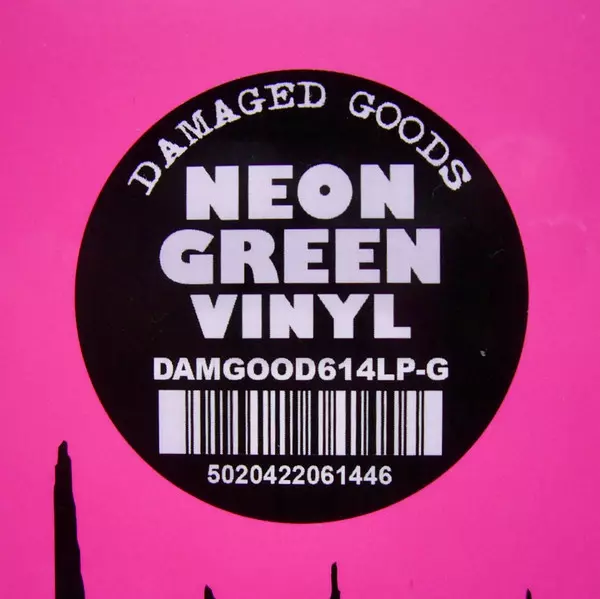 DAMAGED GOODS
NEON
GREEN
VINYL
DAMGOOD614LP-G
5020422061446